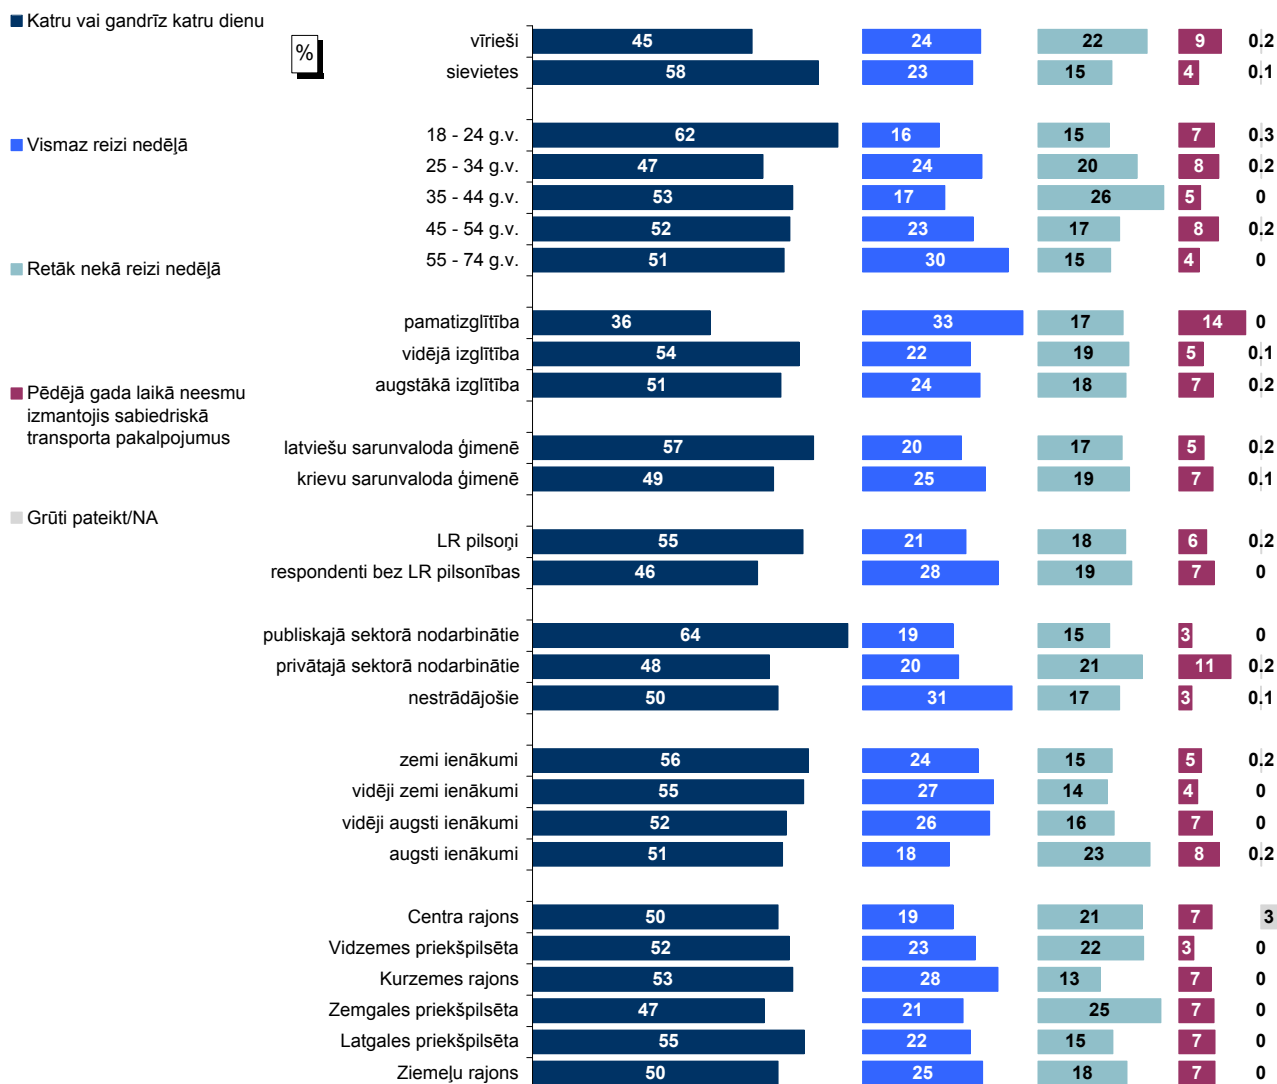 Katru vai gandrīz katru dienu
%
Vismaz reizi nedēļā
Retāk nekā reizi nedēļā
Pēdējā gada laikā neesmu
izmantojis sabiedriskā
transporta pakalpojumus
Grūti pateikt/NA
vīrieši 45 24 22 9 0.2
sievietes 58 23 15 4 0.1
18 - 24 g.v. 62 16 15 7 0.3
25 - 34 g.v. 47 24 20 8 0.2
35 - 44 g.v. 53 17 26 5 0
45 - 54 g.v. 52 23 17 8 0.2
55 - 74 g.v. 51 30 15 4 0
pamatizglītība 36 33 17 14 0
vidējā izglītība 54 22 19 5 0.1
augstākā izglītība 51 24 18 7 0.2
latviešu sarunvaloda ģimenē 57 20 17 5 0.2
krievu sarunvaloda ģimenē 49 25 19 7 0.1
LR pilsoņi 55 21 18 6 0.2
respondenti bez LR pilsonības 46 28 19 7 0
publiskajā sektorā nodarbinātie 64 19 15 3 0
privātajā sektorā nodarbinātie 48 20 21 11 0.2
nestrādājošie 50 31 17 3 0.1
zemi ienākumi 56 24 15 5 0.2
vidēji zemi ienākumi 55 27 14 4 0
vidēji augsti ienākumi 52 26 16 7 0
augsti ienākumi 51 18 23 8 0.2
Centra rajons 50 19 21 7 3
Vidzemes priekšpilsēta 52 23 22 3 0
Kurzemes rajons 53 28 13 7 0
Zemgales priekšpilsēta 47 21 25 7 0
Latgales priekšpilsēta 55 22 15 7 0
Ziemeļu rajons 50 25 18 7 0